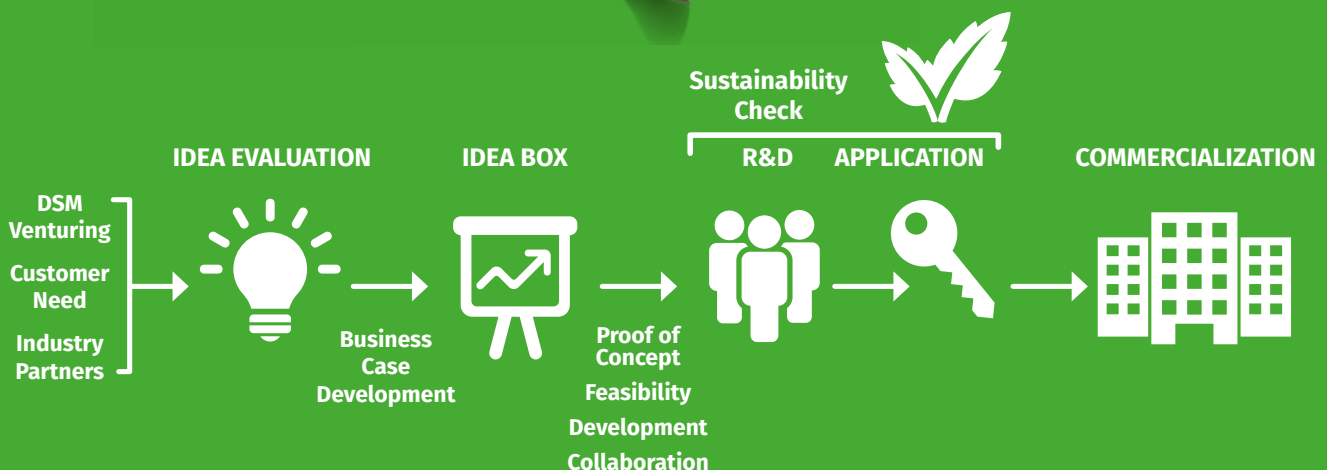 Sustainability
Check
IDEA EVALUATION
IDEA BOX
R&D
APPLICATION
COMMERCIALIZATION
DSM
Venturing
Customer
Need
Industry
Partners
Business
Case
Development
Proof of
Concept
Feasibility
Development
Collaboration